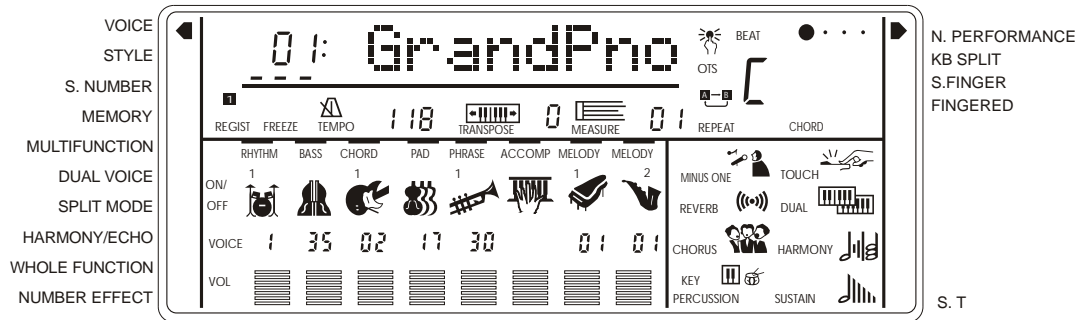 VOICE
STYLE
S. NUMBER
MEMORY
MULTIFUNCTION
DUAL VOICE
SPLIT MODE
HARMONY/ECHO
WHOLE FUNCTION
NUMBER EFFECT
01: GrandPno
BEAT
OTS
C
1
A-B
REGIST FREEZE TEMPO 118 TRANSPOSE 0 MEASURE 01 REPEAT CHORD
RHYTHM BASS CHORD PAD PHRASE ACCOMP MELODY MELODY
1 1 1 1 2
ON/
OFF
VOICE 1 35 02 17 30 01 01
VOL
MINUS ONE TOUCH
REVERB DUAL
CHORUS HARMONY
KEY
PERCUSSION SUSTAIN
N. PERFORMANCE
KB SPLIT
S.FINGER
FINGERED
S. T